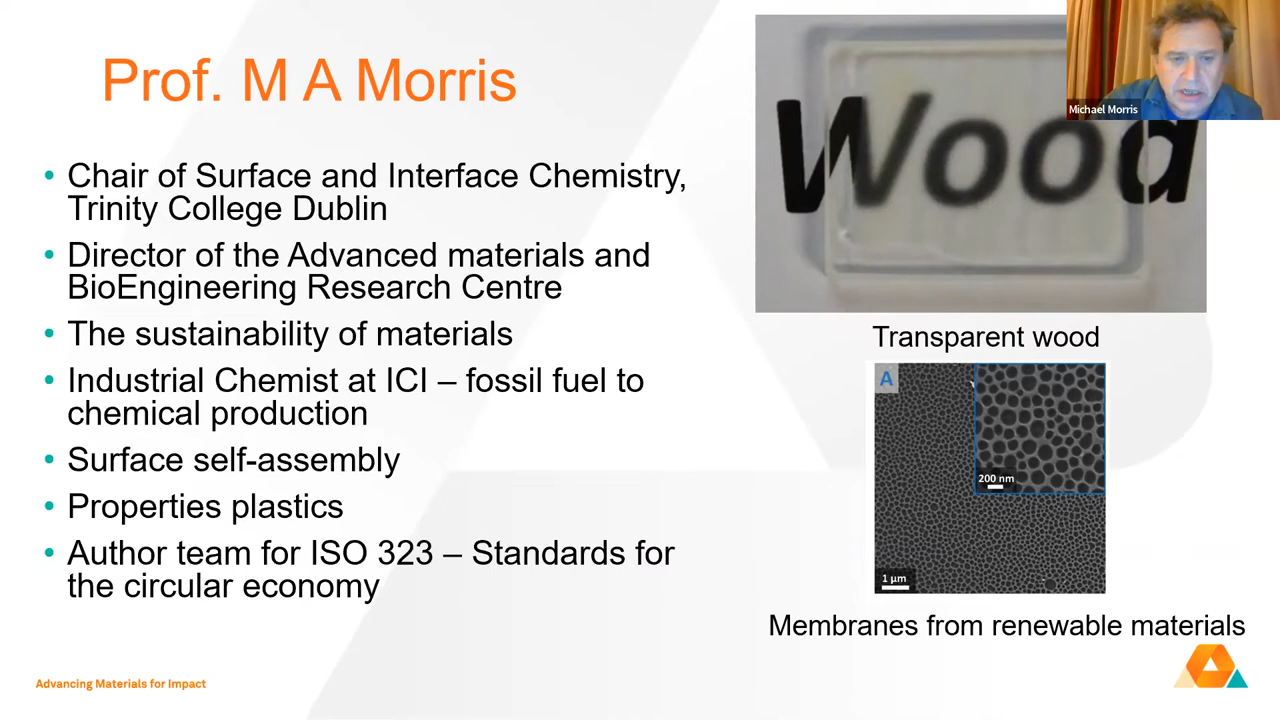 Prof. M A Morris
Chair of Surface and Interface Chemistry,
Trinity College Dublin
Director of the Advanced materials and
BioEngineering Research Centre
The sustainability of materials
Industrial Chemist at ICI – fossil fuel to
chemical production
Surface self-assembly
Properties plastics
Author team for ISO 323 – Standards for
the circular economy
Advancing Materials for Impact
Michael Morris
Wood
Transparent wood
A
200 nm
1 μm
Membranes from renewable materials